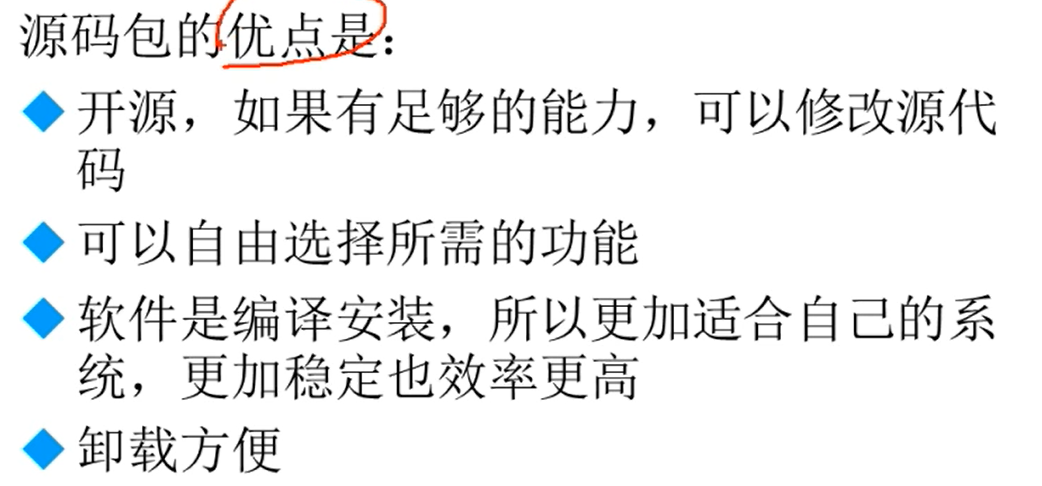 源码包的优点是：
开源，如果有足够的能力，可以修改源代
码
可以自由选择所需的功能
软件是编译安装，所以更加适合自己的系
统，更加稳定也效率更高
卸载方便